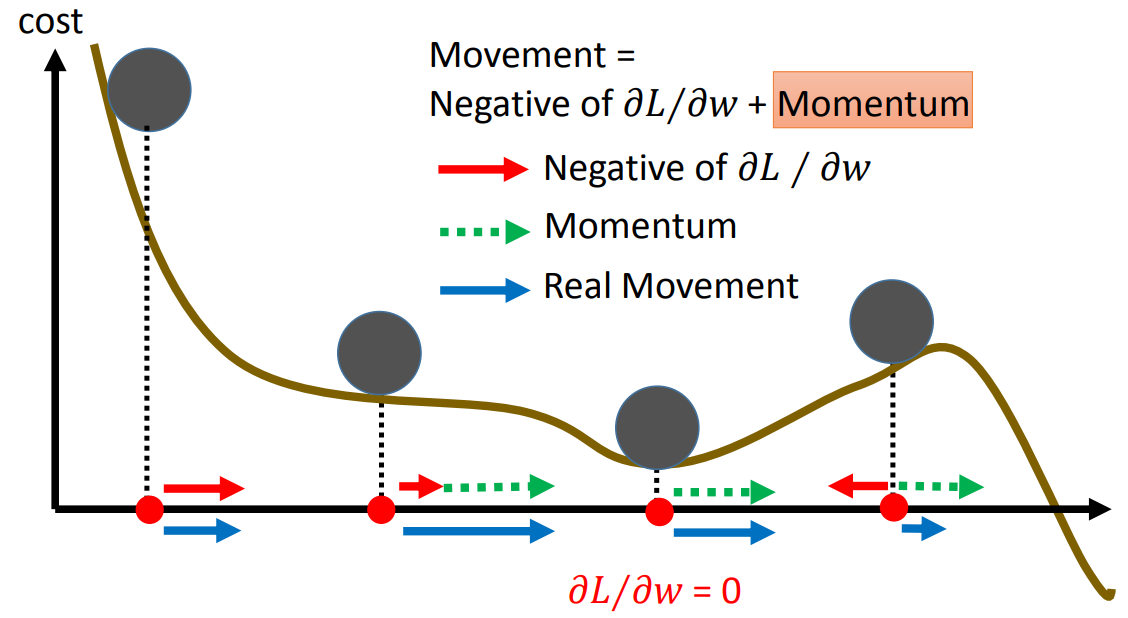 cost
Movement =
Negative of ∂L/∂w + Momentum
Negative of ∂L / ∂w
Momentum
Real Movement
∂L/∂w = 0